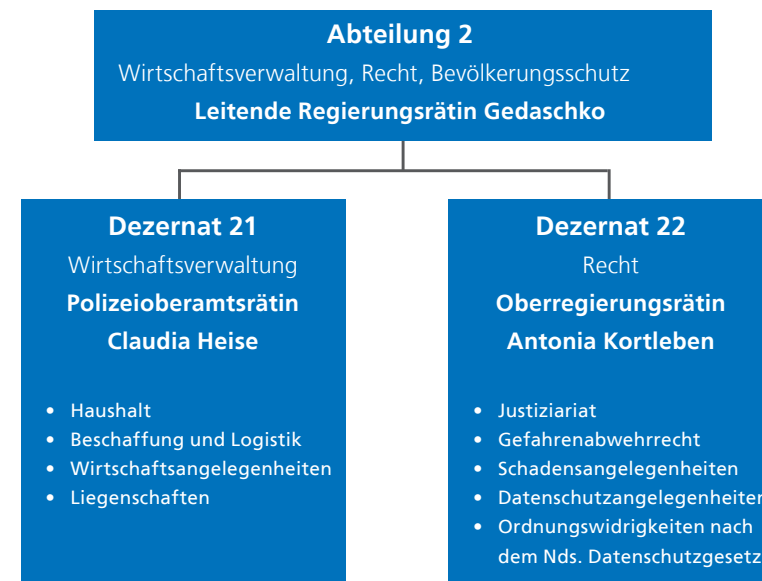 Abteilung 2
Wirtschaftsverwaltung, Recht, Bevölkerungsschutz
Leitende Regierungsrätin Gedaschko
Dezernat 21
Wirtschaftsverwaltung
Polizeioberamtsrätin
Claudia Heise
• Haushalt
• Beschaffung und Logistik
• Wirtschaftsangelegenheiten
• Liegenschaften
Dezernat 22
Recht
Oberregierungsrätin
Antonia Kortleben
• Justiziariat
• Gefahrenabwehrrecht
• Schadensangelegenheiten
• Datenschutzangelegenheiten
• Ordnungswidrigkeiten nach
dem Nds. Datenschutzgesetz